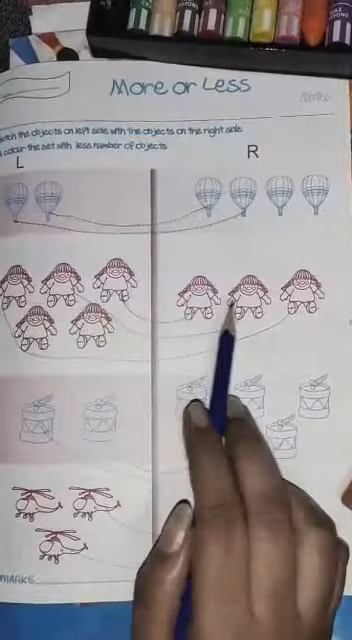 More or Less
Maths
Match the objects on left side with the objects on the right side
colour the set with less number of objects
L
R
MARKS